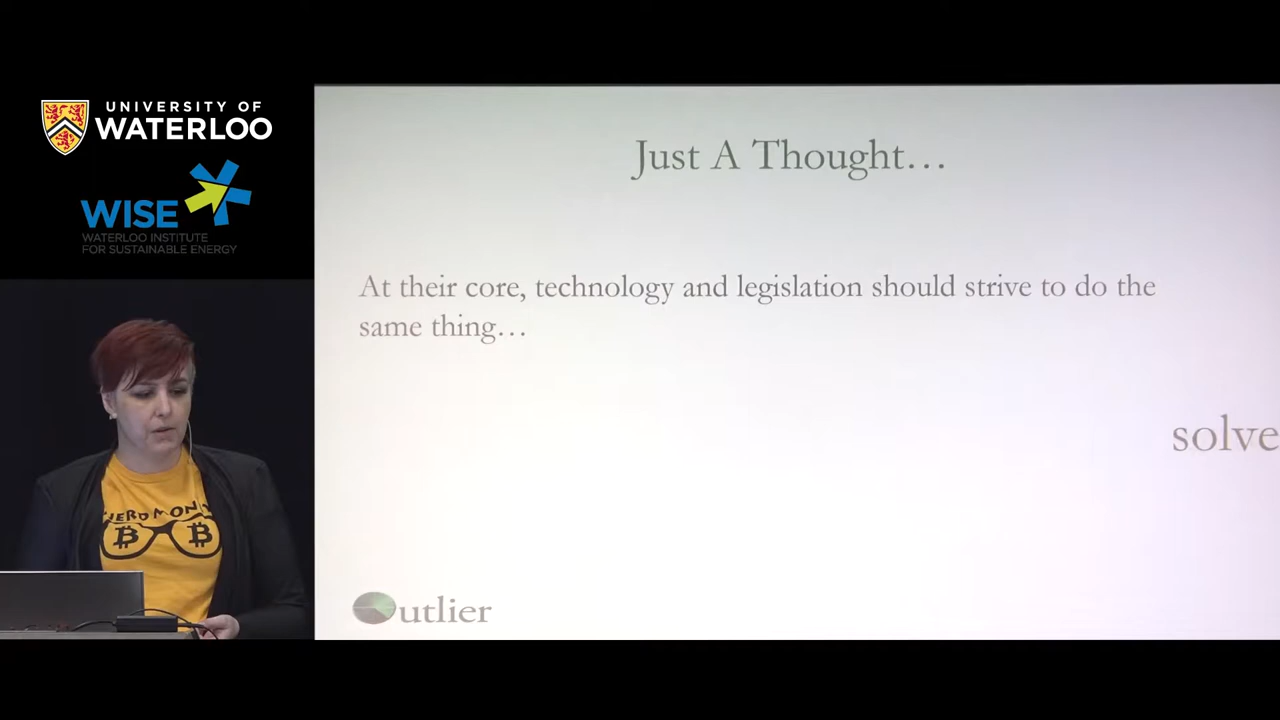 UNIVERSITY OF
WATERLOO
WISE
WATERLOO INSTITUTE
FOR SUSTAINABLE ENERGY
Just A Thought…
At their core, technology and legislation should strive to do the
same thing…
solve
utlier